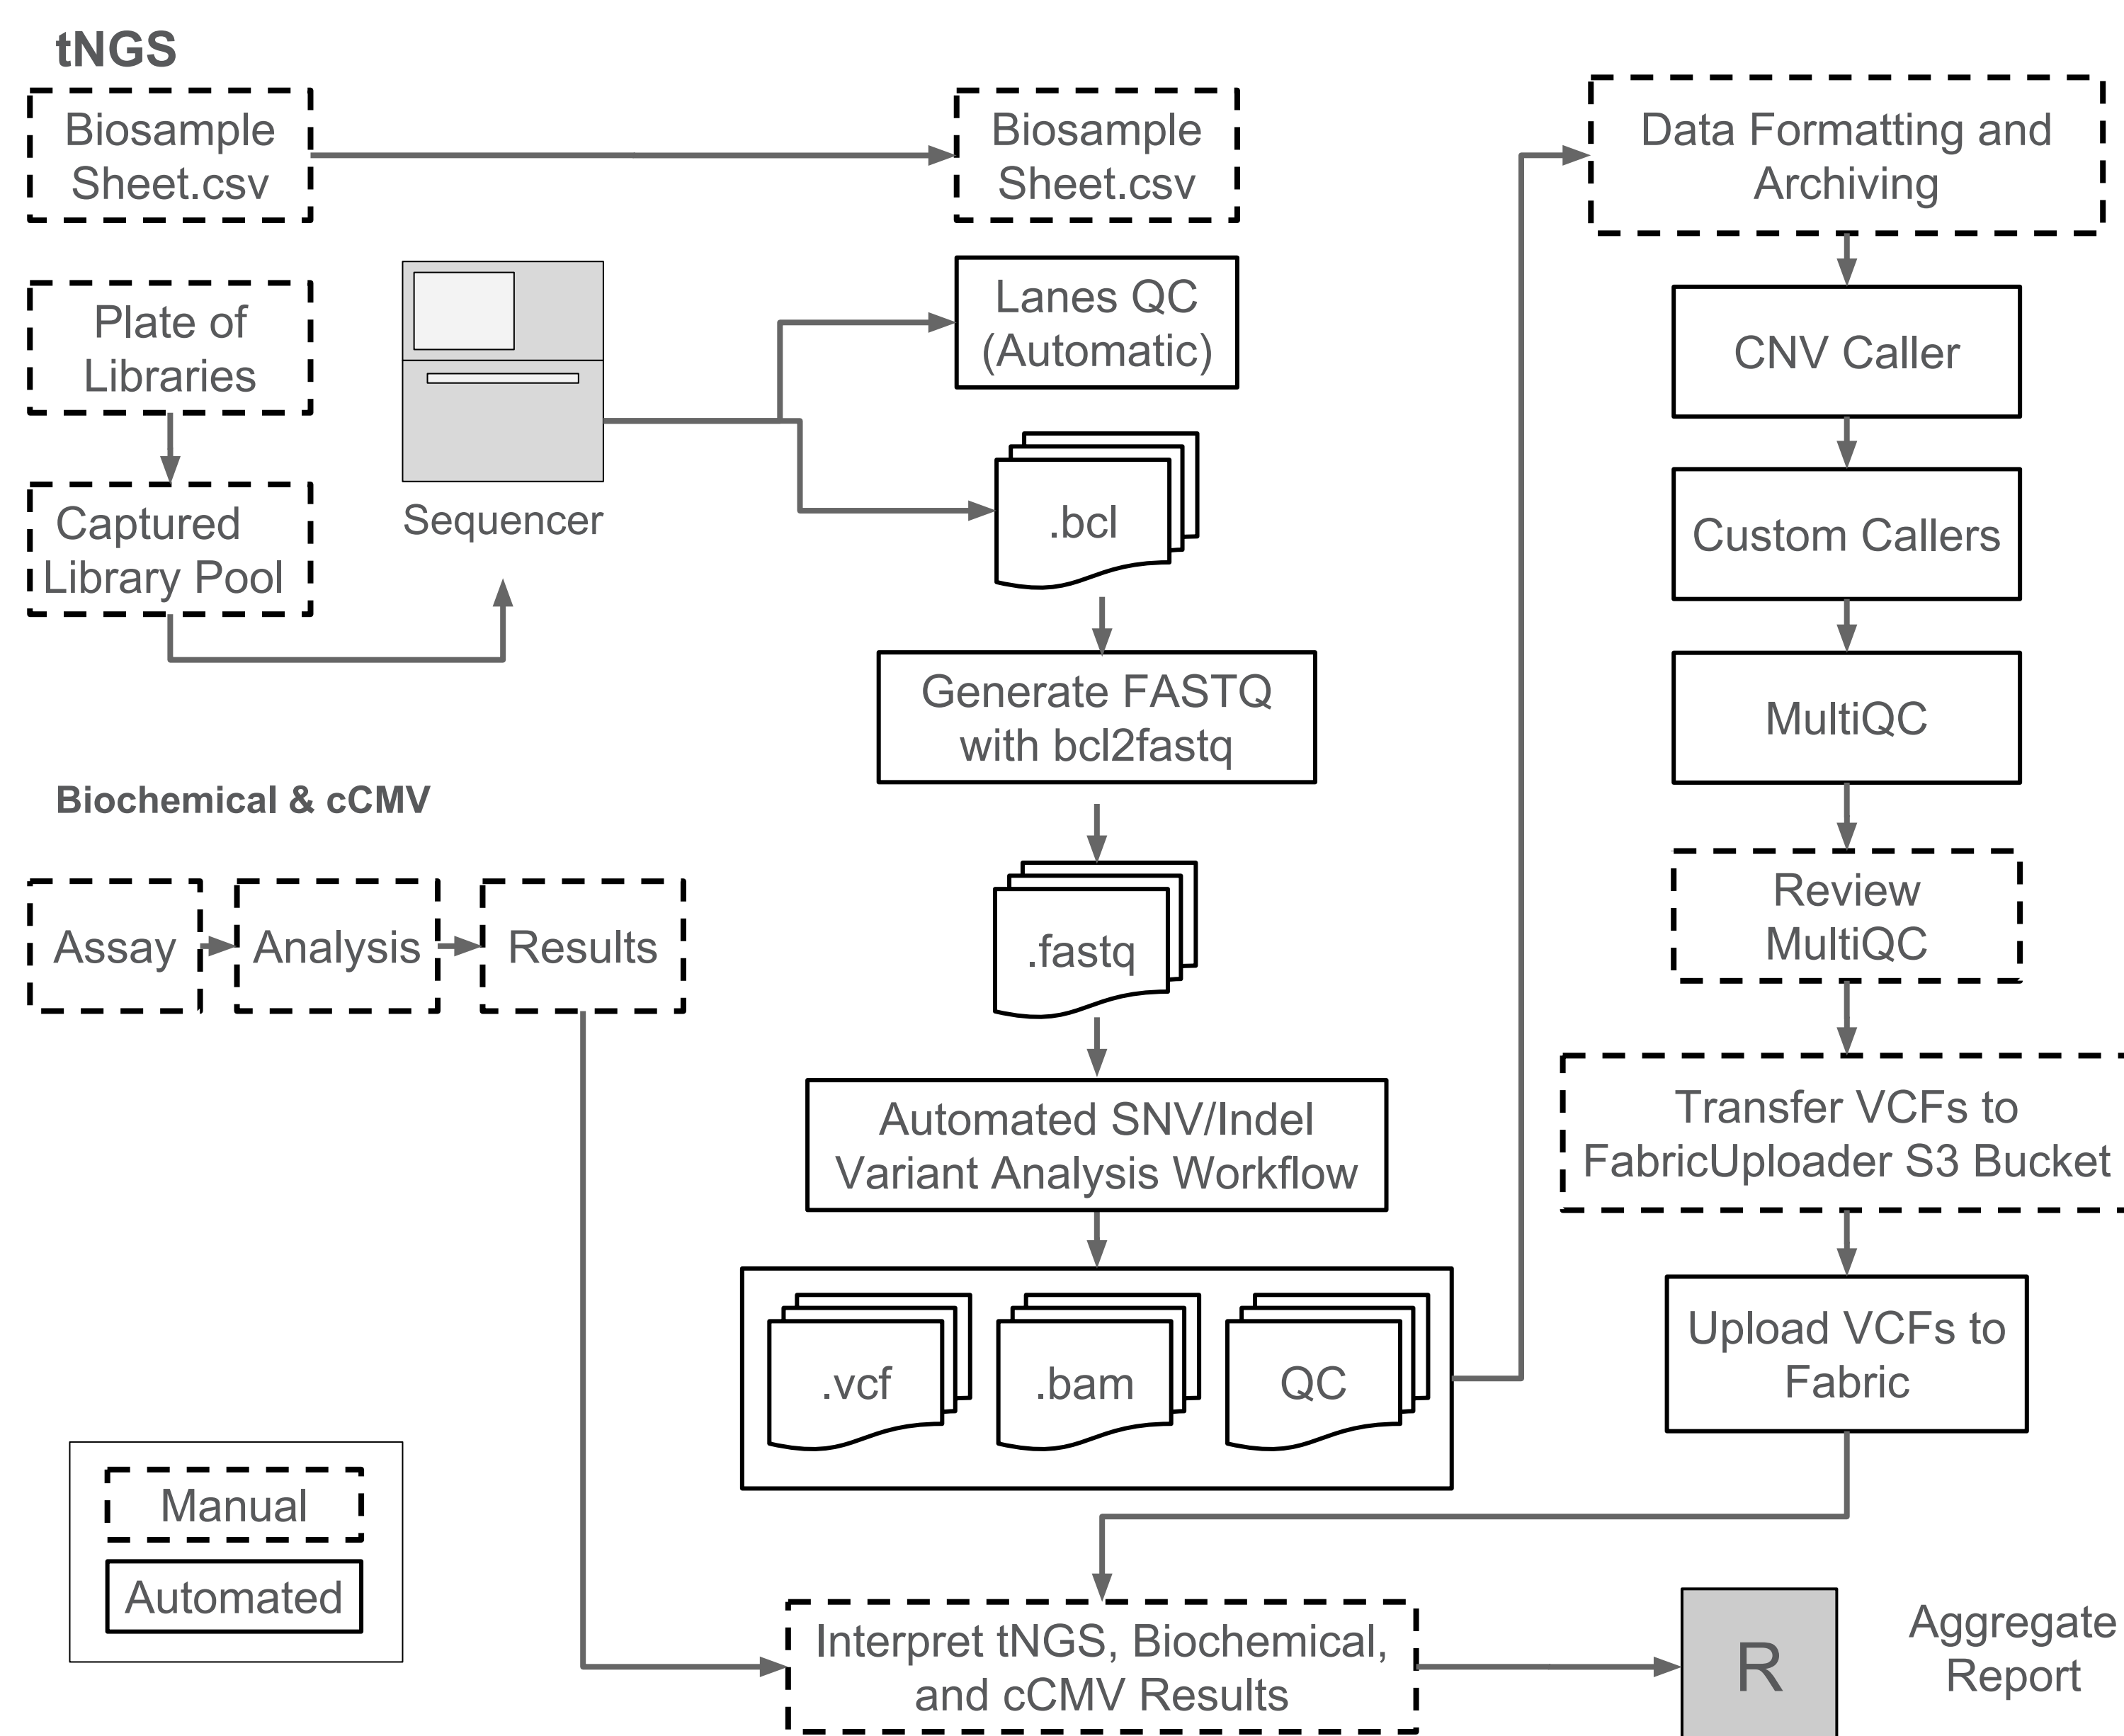 tNGS
Biosample
Sheet.csv
Plate of
Libraries
Captured
Library Pool
Sequencer
Biosample
Sheet.csv
Lanes QC
(Automatic)
.bcl
Generate FASTQ
with bcl2fastq
.fastq
Automated SNV/Indel
Variant Analysis Workflow
.vcf
.bam
QC
Data Formatting and
Archiving
CNV Caller
Custom Callers
MultiQC
Review
MultiQC
Transfer VCFs to
FabricUploader S3 Bucket
Upload VCFs to
Fabric
Biochemical & cCMV
Assay
Analysis
Results
Interpret tNGS, Biochemical,
and cCMV Results
R
Aggregate
Report
Manual
Automated